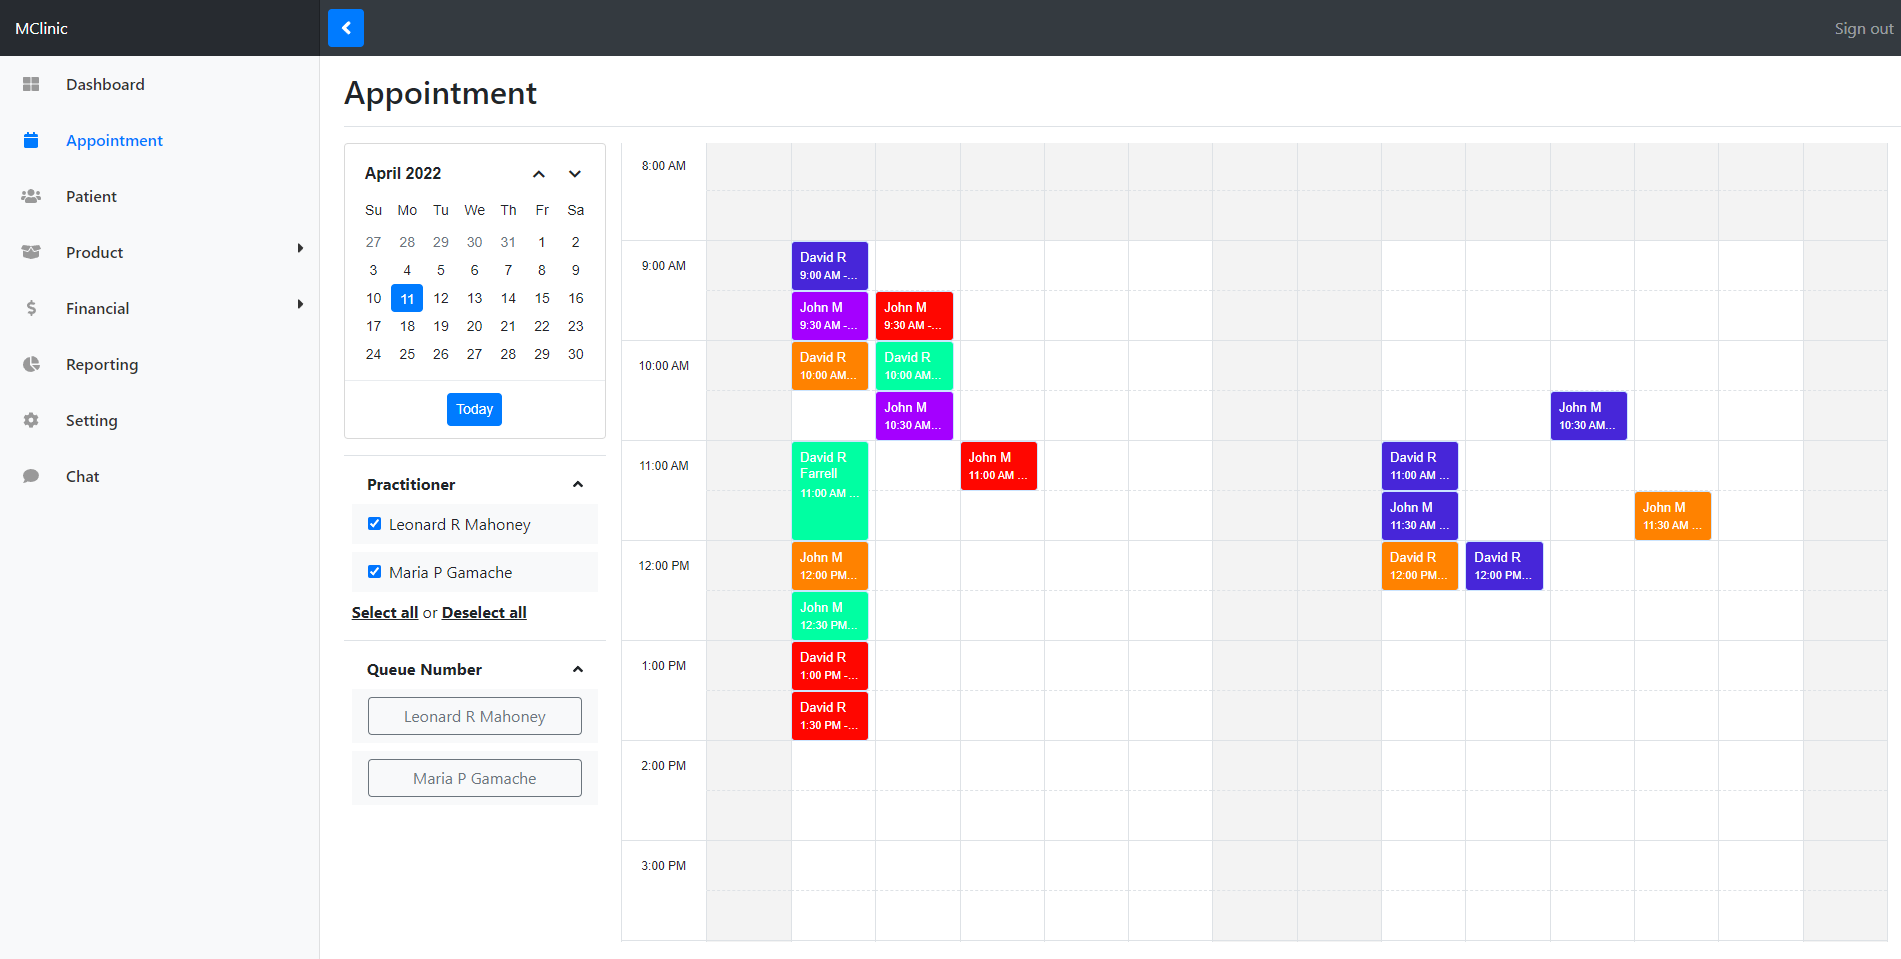 MClinic
Sign out
Dashboard
Appointment
Patient
Product
Financial
Reporting
Setting
Chat
Appointment
April 2022
Su Mo Tu We Th Fr Sa
27 28 29 30 31 1 2
3 4 5 6 7 8 9
10 11 12 13 14 15 16
17 18 19 20 21 22 23
24 25 26 27 28 29 30
Today
Practitioner
Leonard R Mahoney
Maria P Gamache
Select all or Deselect all
Queue Number
Leonard R Mahoney
Maria P Gamache
8:00 AM
9:00 AM
David R
9:00 AM -...
John M
9:30 AM -...
John M
9:30 AM -...
10:00 AM
David R
10:00 AM...
David R
10:00 AM...
John M
10:30 AM...
John M
10:30 AM...
11:00 AM
David R
Farrell
11:00 AM ...
John M
11:00 AM ...
David R
11:00 AM ...
John M
11:30 AM ...
John M
11:30 AM ...
12:00 PM
John M
12:00 PM...
David R
12:00 PM...
David R
12:00 PM...
John M
12:30 PM...
1:00 PM
David R
1:00 PM -...
David R
1:30 PM -...
2:00 PM
3:00 PM